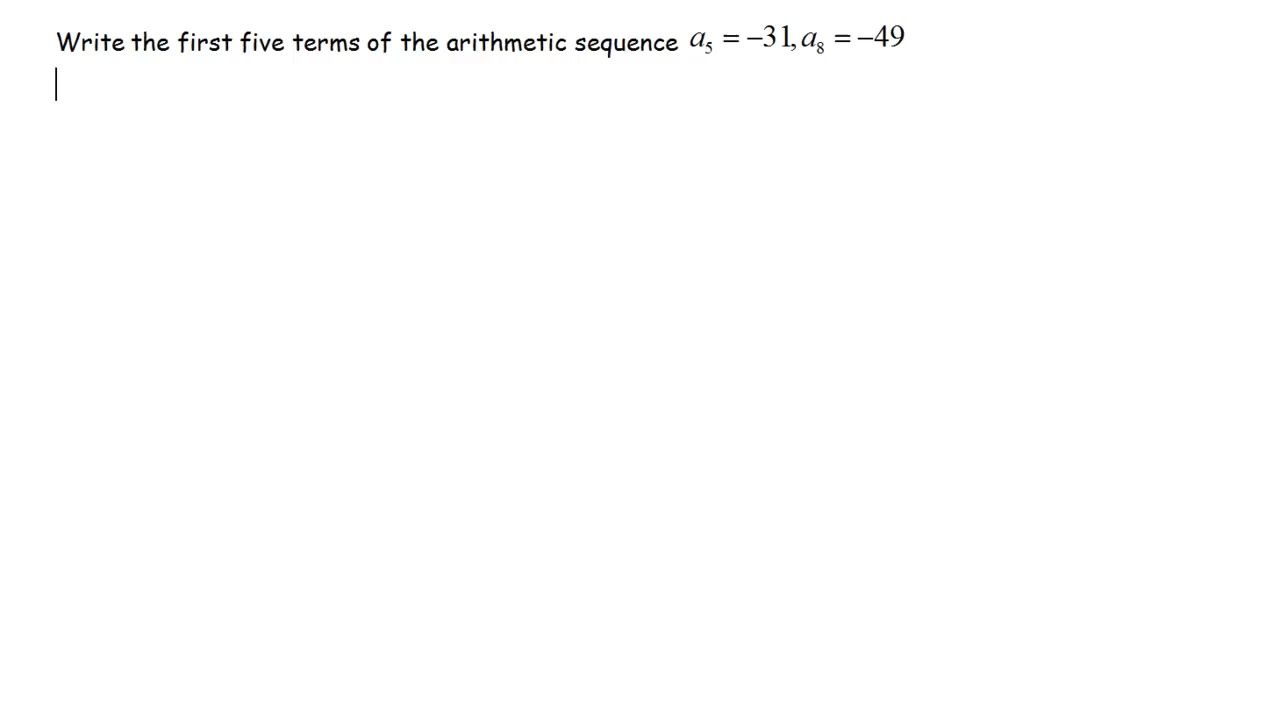 Write the first five terms of the arithmetic sequence a₅ = −31, a₈ = −49